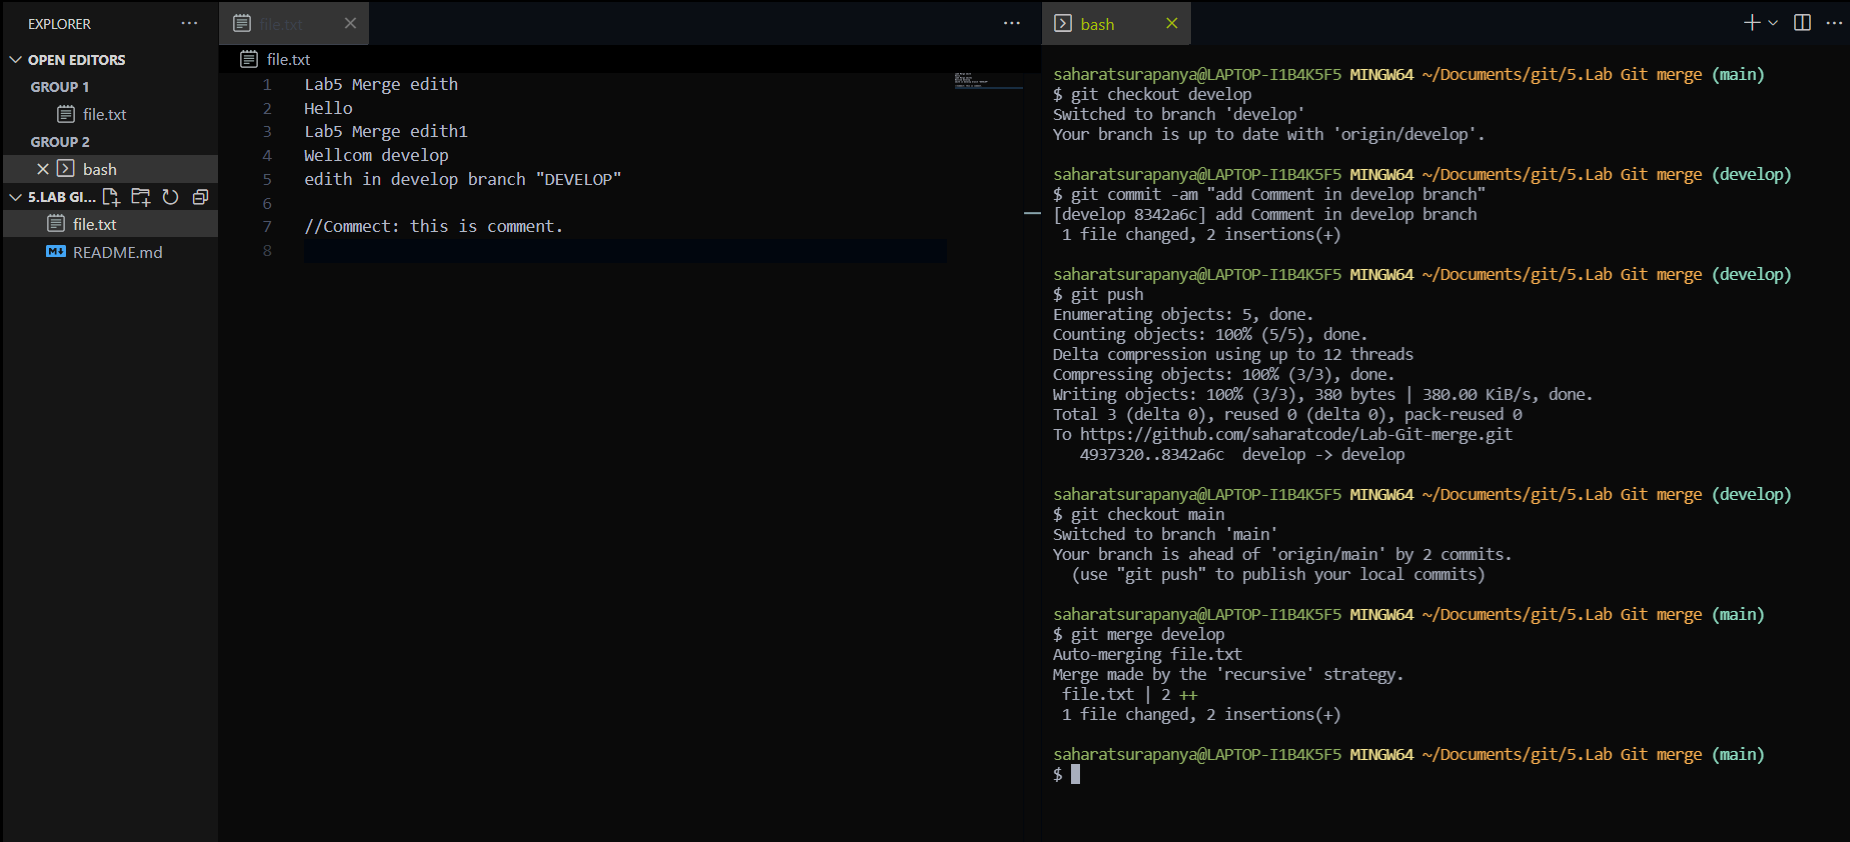 EXPLORER
OPEN EDITORS
GROUP 1
file.txt
GROUP 2
bash
5.LAB GI...
file.txt
README.md
file.txt
file.txt
1 Lab5 Merge edith
2 Hello
3 Lab5 Merge edith1
4 Wellcom develop
5 edith in develop branch "DEVELOP"
6
7 //Commect: this is comment.
8
bash
saharatsurapanya@LAPTOP-I1B4K5F5 MINGW64 ~/Documents/git/5.Lab Git merge (main)
$ git checkout develop
Switched to branch 'develop'
Your branch is up to date with 'origin/develop'.
saharatsurapanya@LAPTOP-I1B4K5F5 MINGW64 ~/Documents/git/5.Lab Git merge (develop)
$ git commit -am "add Comment in develop branch"
[develop 8342a6c] add Comment in develop branch
1 file changed, 2 insertions(+)
saharatsurapanya@LAPTOP-I1B4K5F5 MINGW64 ~/Documents/git/5.Lab Git merge (develop)
$ git push
Enumerating objects: 5, done.
Counting objects: 100% (5/5), done.
Delta compression using up to 12 threads
Compressing objects: 100% (3/3), done.
Writing objects: 100% (3/3), 380 bytes | 380.00 KiB/s, done.
Total 3 (delta 0), reused 0 (delta 0), pack-reused 0
To https://github.com/saharatcode/Lab-Git-merge.git
4937320..8342a6c  develop -> develop
saharatsurapanya@LAPTOP-I1B4K5F5 MINGW64 ~/Documents/git/5.Lab Git merge (develop)
$ git checkout main
Switched to branch 'main'
Your branch is ahead of 'origin/main' by 2 commits.
(use "git push" to publish your local commits)
saharatsurapanya@LAPTOP-I1B4K5F5 MINGW64 ~/Documents/git/5.Lab Git merge (main)
$ git merge develop
Auto-merging file.txt
Merge made by the 'recursive' strategy.
file.txt | 2 ++
1 file changed, 2 insertions(+)
saharatsurapanya@LAPTOP-I1B4K5F5 MINGW64 ~/Documents/git/5.Lab Git merge (main)
$